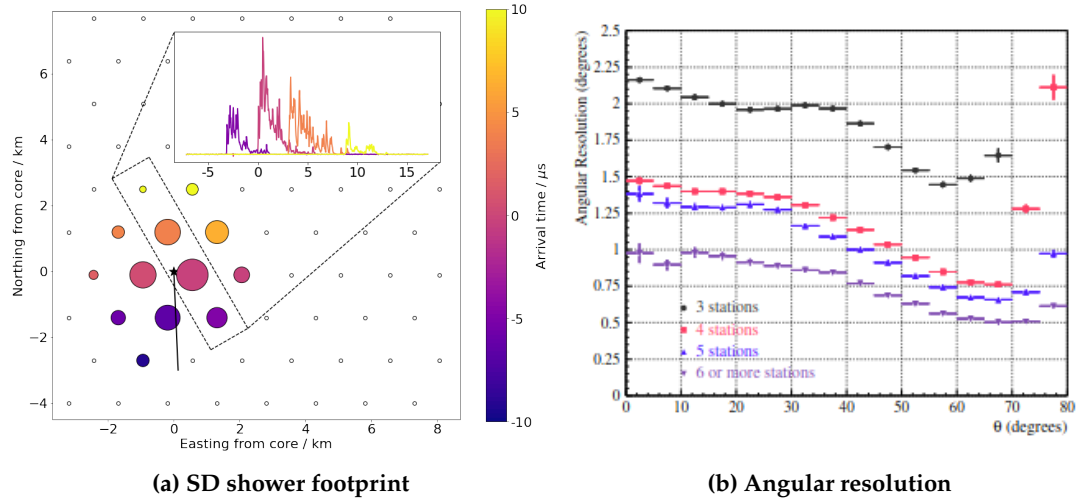 10
5
0
-5
-10
Arrival time / μs
6
4
2
0
−2
−4
Northing from core / km
-5 0 5 10 15
−2 0 2 4 6 8
Easting from core / km
(a) SD shower footprint
2.5
2.25
2
1.75
1.5
1.25
1
0.75
0.5
0.25
0
Angular Resolution (degrees)
3 stations
4 stations
5 stations
6 or more stations
0 10 20 30 40 50 60 70 80
θ (degrees)
(b) Angular resolution